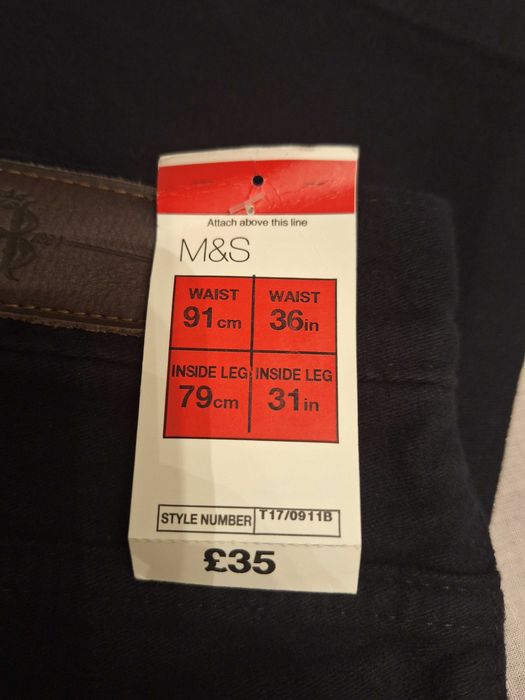 Attach above this line
M&S
WAIST WAIST
91cm 36in
INSIDE LEG INSIDE LEG
79cm 31in
STYLE NUMBER T17/0911B
£35